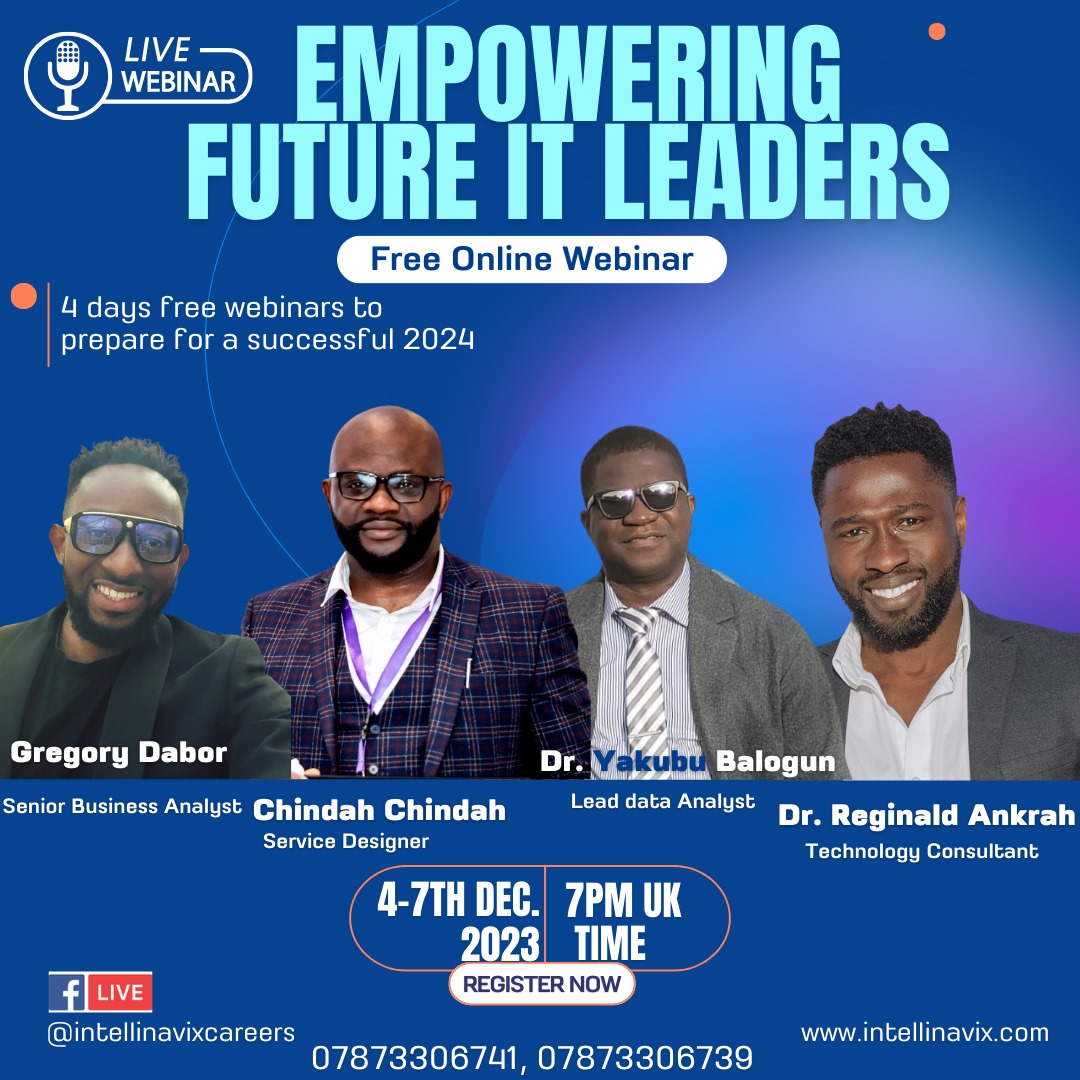 LIVE
WEBINAR
EMPOWERING
FUTURE IT LEADERS
Free Online Webinar
4 days free webinars to
prepare for a successful 2024
Gregory Dabor
Senior Business Analyst
Chindah Chindah
Service Designer
Dr. Yakubu Balogun
Lead data Analyst
Dr. Reginald Ankrah
Technology Consultant
4-7TH DEC.
2023
7PM UK
TIME
REGISTER NOW
f LIVE
@intellinavixcareers
www.intellinavix.com
07873306741, 07873306739